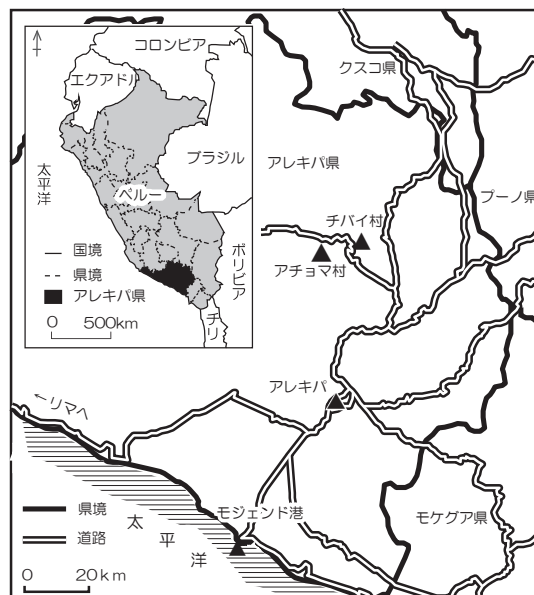 コロンビア
エクアドル
太平洋
ブラジル
ペルー
ボリビア
チリ
国境
県境
アレキパ県
0 500km
クスコ県
アレキパ県
プーノ県
チバイ村
アチョマ村
アレキパ
←リマへ
モジェンド港
モケグア県
県境
道路
太平洋
0 20km